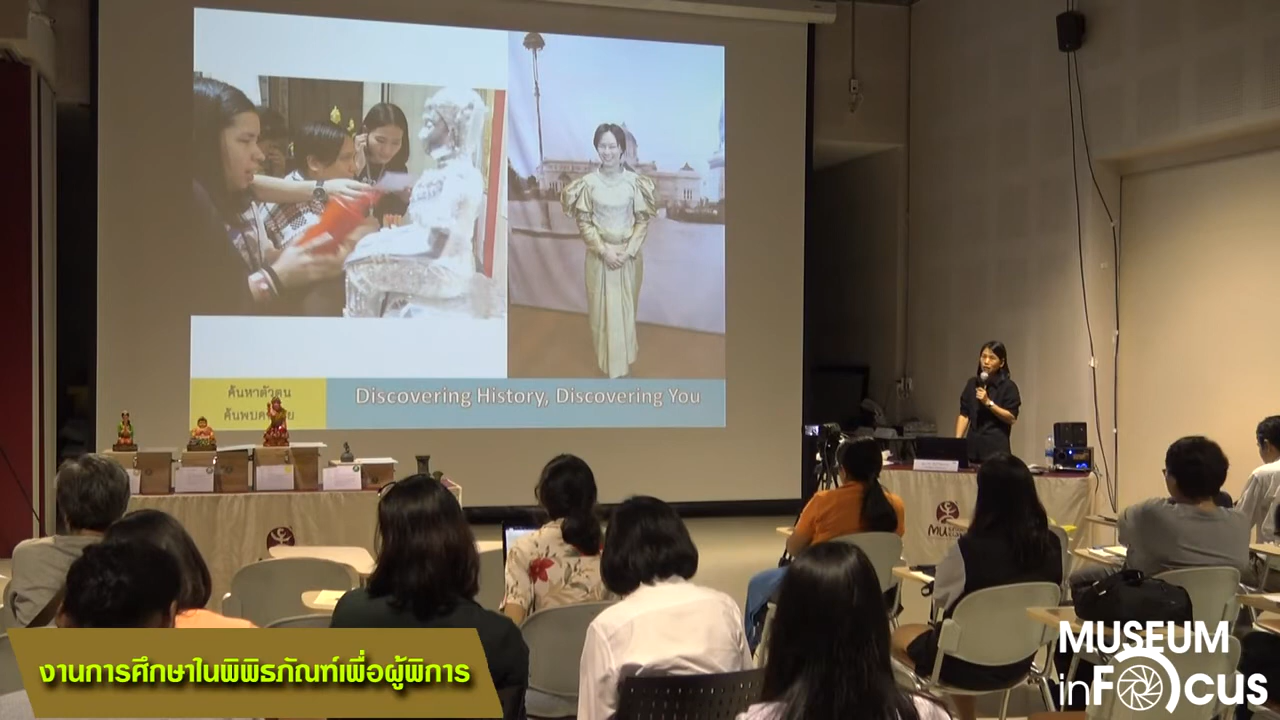 ค้นหาตัวตน
Discovering History, Discovering You
ค้นพบ
MU
งานการศึกษาในพิพิธภัณฑ์เพื่อผู้พิการ
MUSEUM
inFocus